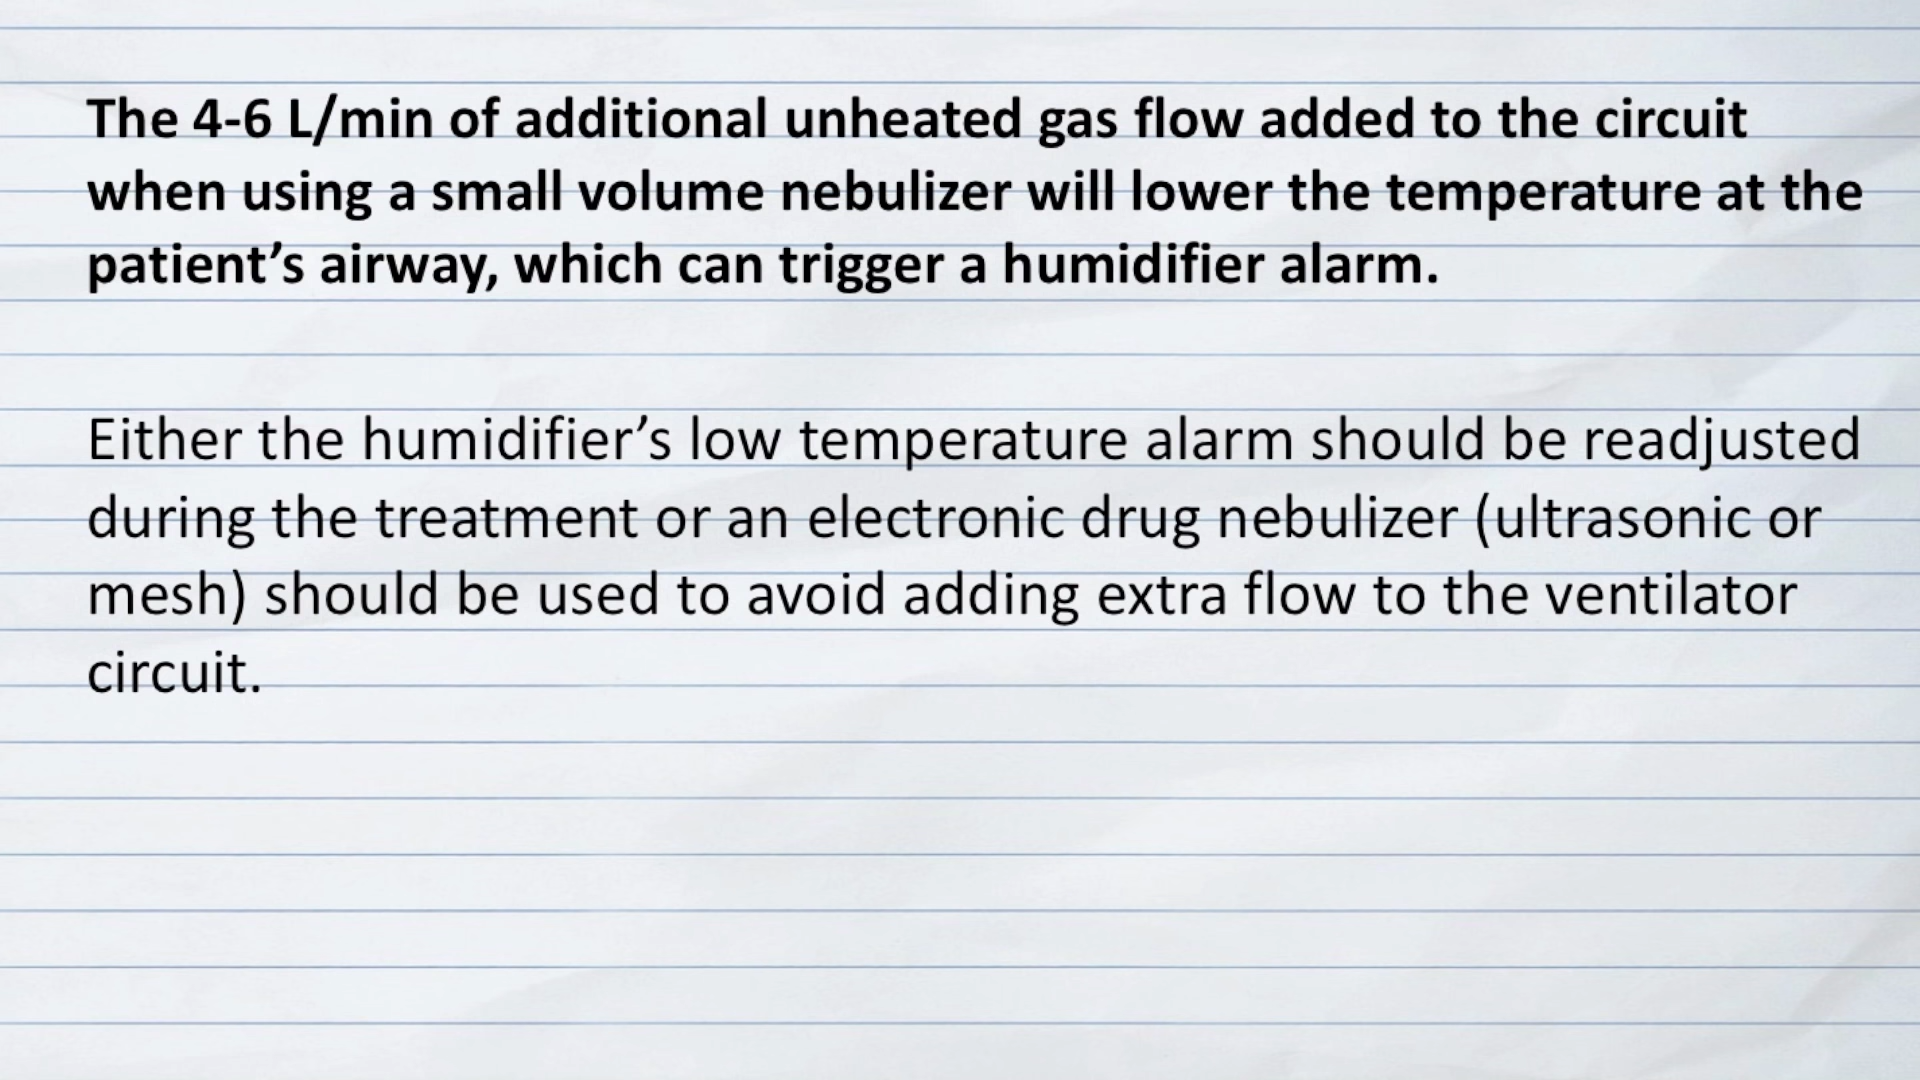 The 4-6 L/min of additional unheated gas flow added to the circuit
when using a small volume nebulizer will lower the temperature at the
patient’s airway, which can trigger a humidifier alarm.
Either the humidifier’s low temperature alarm should be readjusted
during the treatment or an electronic drug nebulizer (ultrasonic or
mesh) should be used to avoid adding extra flow to the ventilator
circuit.